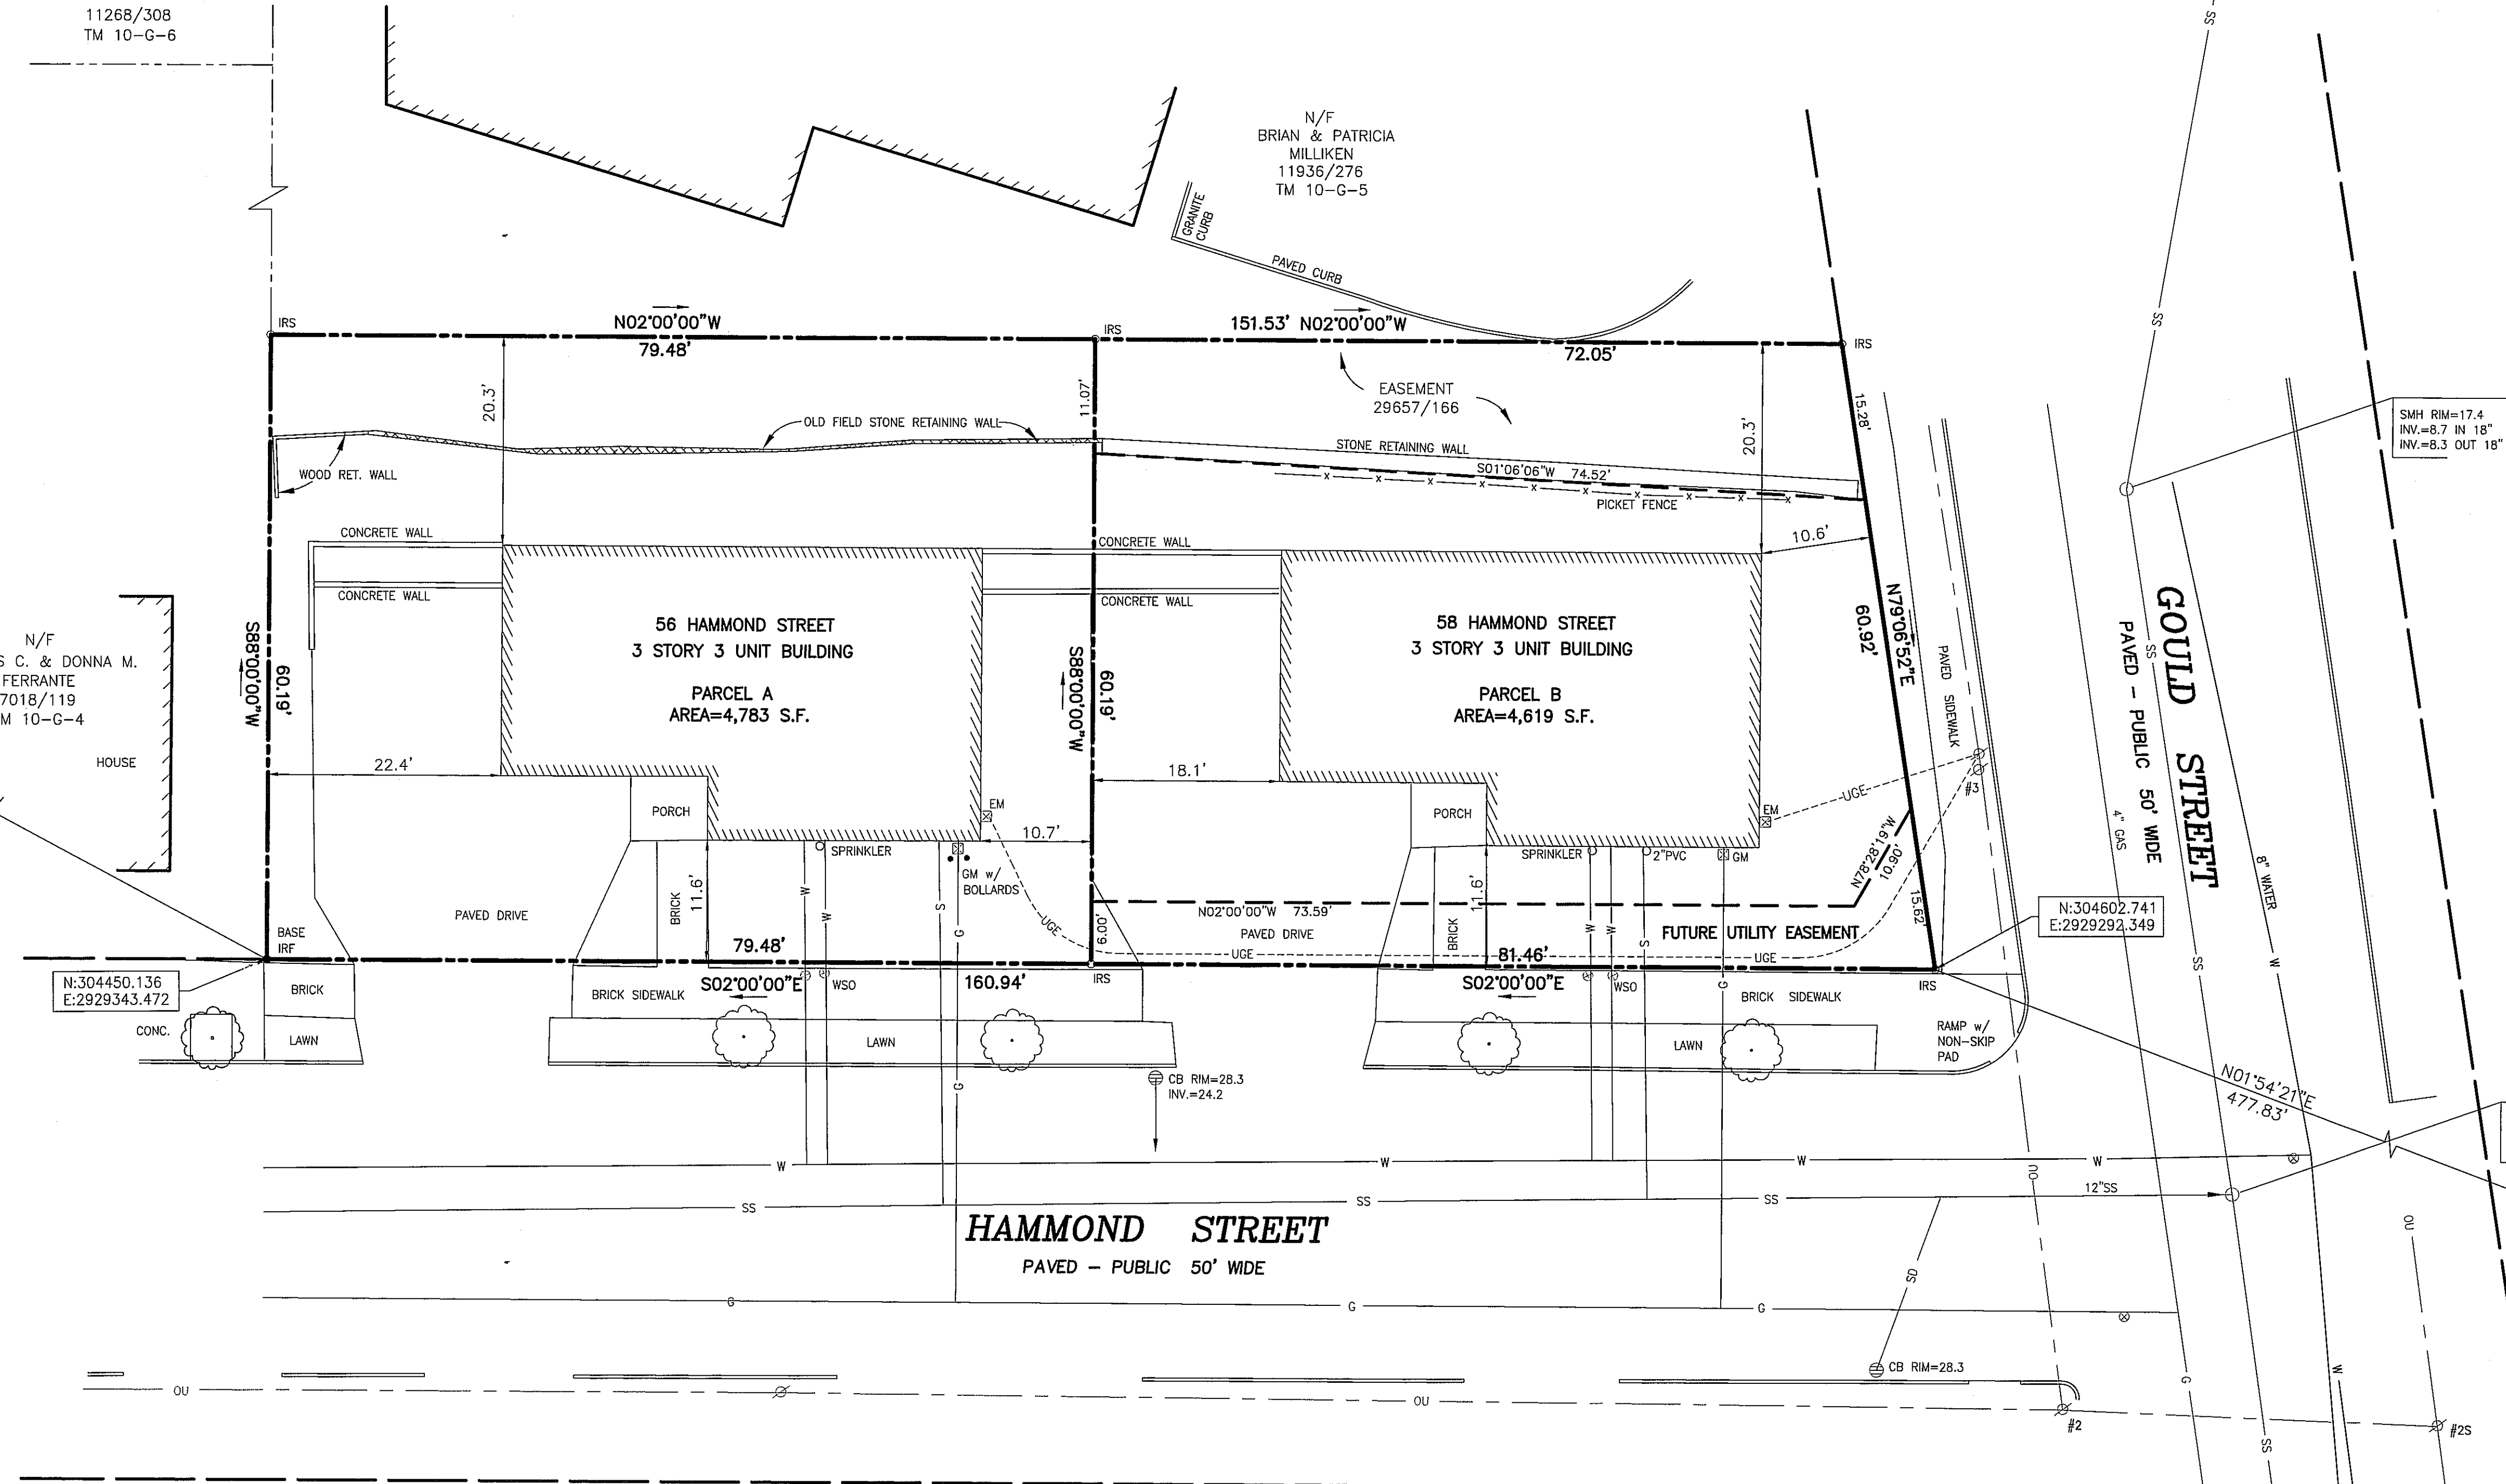 11268/308
TM 10-G-6
N/F
BRIAN & PATRICIA
MILLIKEN
11936/276
TM 10-G-5
GRANITE
CURB
PAVED CURB
SS
SS
IRS
N02°00'00"W
79.48'
IRS
151.53' N02°00'00"W
72.05'
IRS
20.3'
11.07'
EASEMENT
29657/166
20.3'
15.28'
SMH RIM=17.4
INV.=8.7 IN 18"
INV.=8.3 OUT 18"
OLD FIELD STONE RETAINING WALL
STONE RETAINING WALL
WOOD RET. WALL
S01°06'06"W 74.52'
x x x x x x x x x x
PICKET FENCE
CONCRETE WALL
CONCRETE WALL
10.6'
CONCRETE WALL
CONCRETE WALL
N/F
S C. & DONNA M.
FERRANTE
7018/119
M 10-G-4
HOUSE
S88°00'00"W
60.19'
56 HAMMOND STREET
3 STORY 3 UNIT BUILDING
PARCEL A
AREA=4,783 S.F.
S88°00'00"W
60.19'
58 HAMMOND STREET
3 STORY 3 UNIT BUILDING
PARCEL B
AREA=4,619 S.F.
N79°06'52"E
60.92'
PAVED SIDEWALK
GOULD STREET
PAVED - PUBLIC 50' WIDE
SS
4" GAS
8" WATER
22.4'
18.1'
PORCH
EM
10.7'
PORCH
EM
UGE
#3
SPRINKLER
SPRINKLER
2"PVC
GM
GM w/
BOLLARDS
N78°28'19"W
10.90'
15.62'
11.6'
BRICK
W
W
S
G
UGE
PAVED DRIVE
6.00'
N02°00'00"W 73.59'
PAVED DRIVE
11.6'
BRICK
W
W
S
FUTURE UTILITY EASEMENT
N:304602.741
E:2929292.349
BASE
IRF
79.48'
UGE
81.46'
UGE
SS
W
N:304450.136
E:2929343.472
BRICK
BRICK SIDEWALK
S02°00'00"E
WSO
160.94'
IRS
S02°00'00"E
WSO
G
BRICK SIDEWALK
IRS
CONC.
LAWN
LAWN
LAWN
RAMP w/
NON-SKIP
PAD
G
CB RIM=28.3
INV.=24.2
N01°54'21"E
477.83'
W
W
W
W
OU
SS
SS
SS
12"SS
OU
HAMMOND STREET
PAVED - PUBLIC 50' WIDE
SD
G
G
G
CB RIM=28.3
OU
OU
G
W
#2
#2S
SS